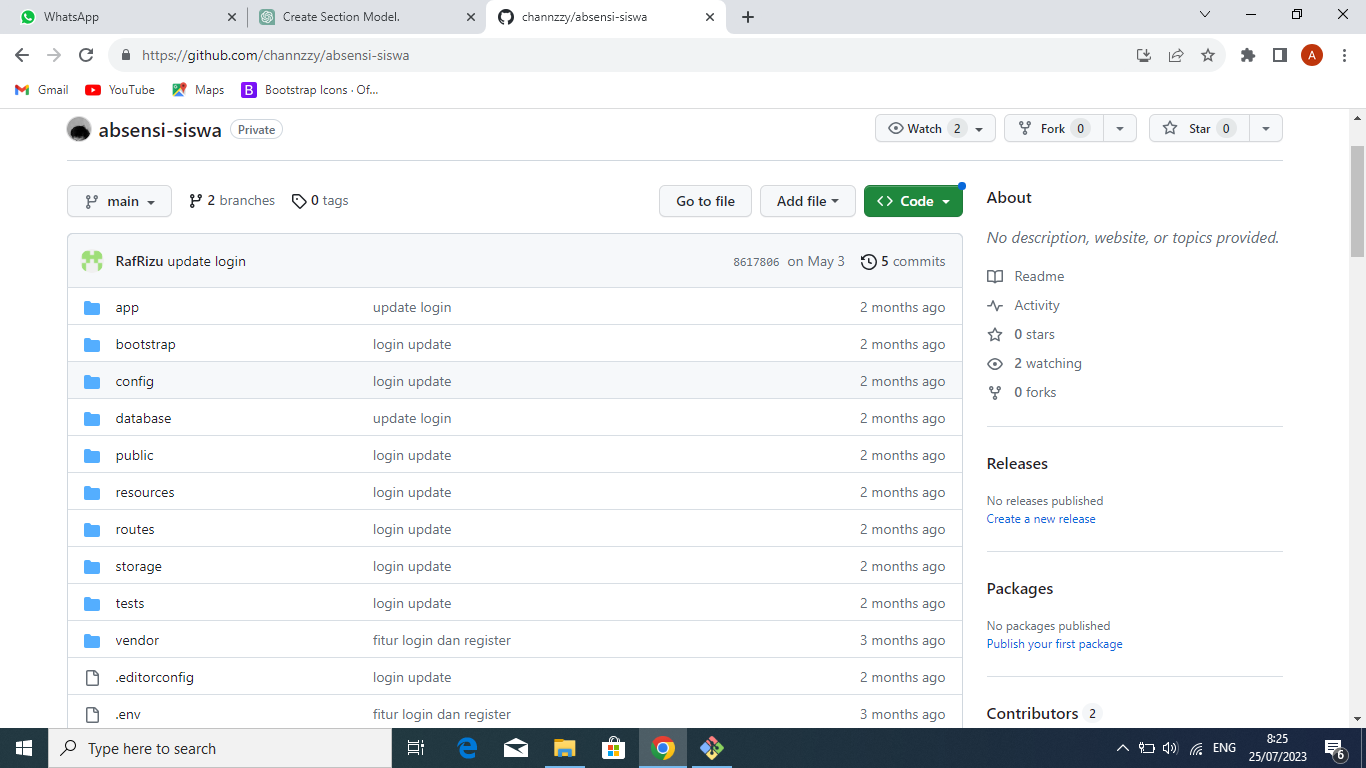 WhatsApp
Create Section Model.
channzzy/absensi-siswa
https://github.com/channzzy/absensi-siswa
A
Gmail
YouTube
Maps
B
Bootstrap Icons · Of...
absensi-siswa
Private
Watch 2
Fork 0
Star 0
main
2 branches
0 tags
Go to file
Add file
<> Code
RafRizu update login
8617806 on May 3
5 commits
app update login 2 months ago
bootstrap login update 2 months ago
config login update 2 months ago
database update login 2 months ago
public login update 2 months ago
resources login update 2 months ago
routes login update 2 months ago
storage login update 2 months ago
tests login update 2 months ago
vendor fitur login dan register 3 months ago
.editorconfig login update 2 months ago
.env fitur login dan register 3 months ago
About
No description, website, or topics provided.
Readme
Activity
0 stars
2 watching
0 forks
Releases
No releases published
Create a new release
Packages
No packages published
Publish your first package
Contributors 2
Type here to search
ENG
8:25
25/07/2023
6